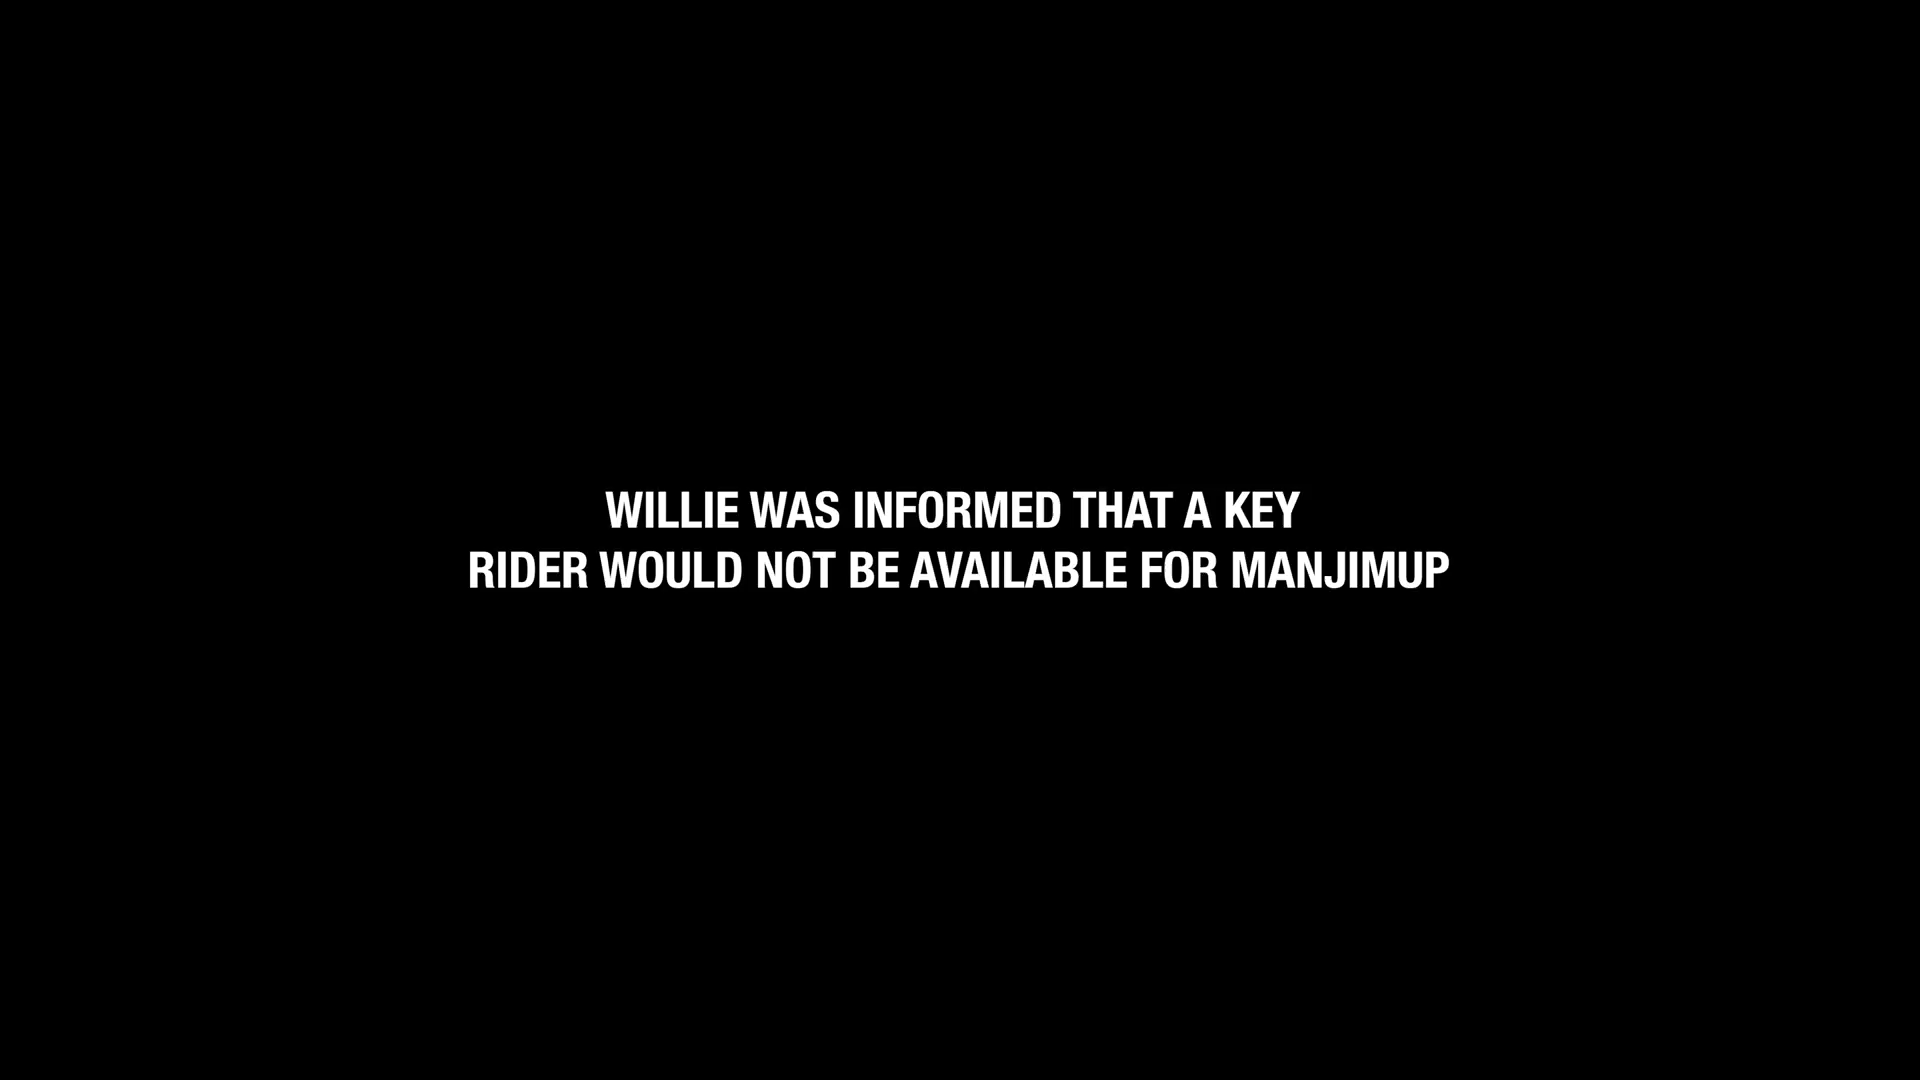 WILLIE WAS INFORMED THAT A KEY
RIDER WOULD NOT BE AVAILABLE FOR MANJIMUP